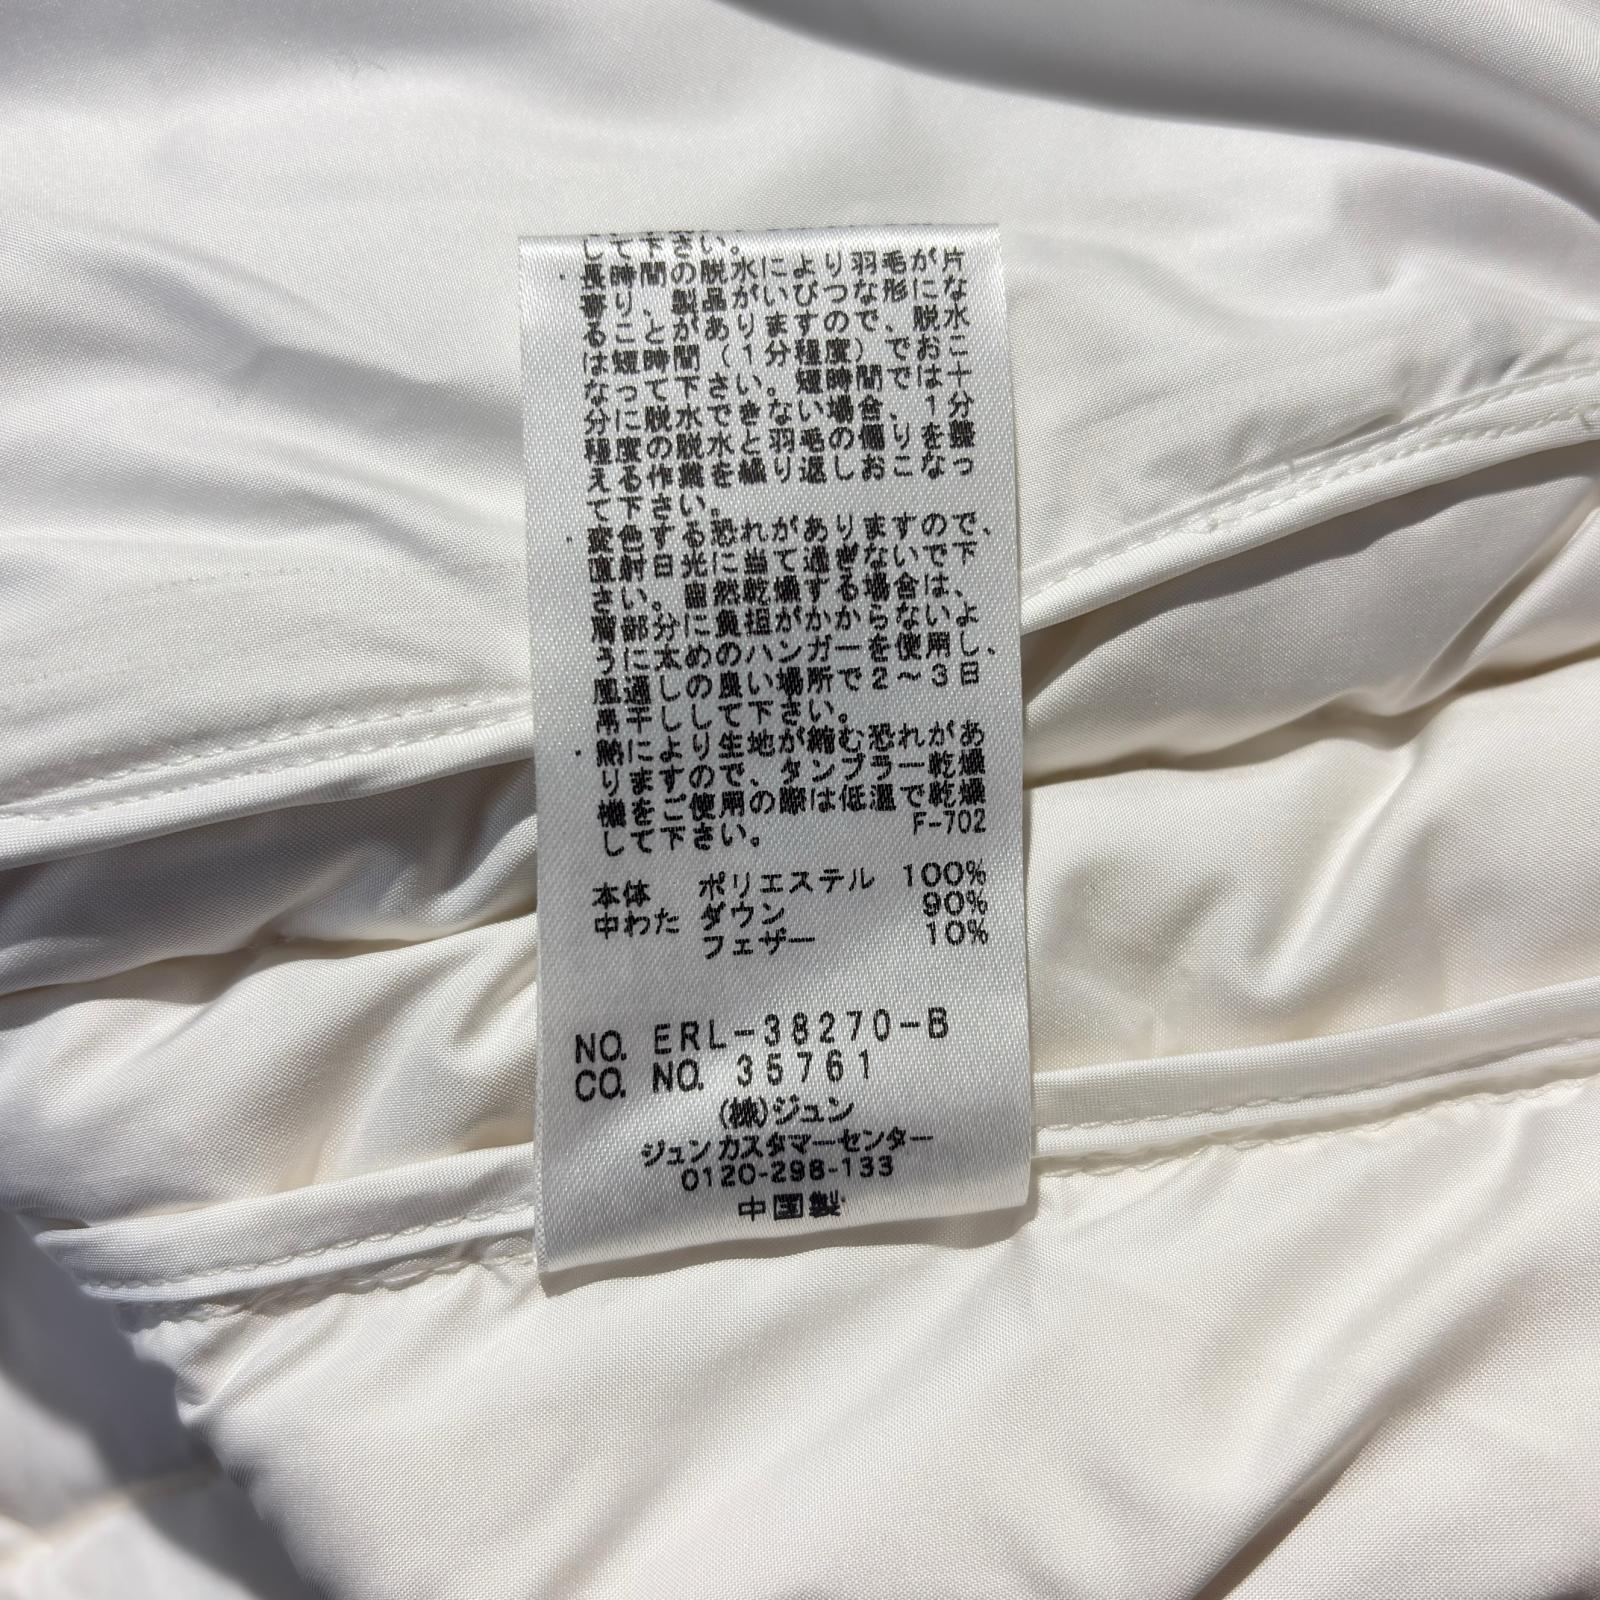 して下さい。
・長時間の脱水により羽毛が片
寄り、製品がいびつな形にな
ることがありますので、脱水
は短時間（1分程度）でおこ
なって下さい。短時間では十
分に脱水できない場合、1分
程度の脱水と羽毛の偏りを整
える作業を繰り返しおこなっ
て下さい。
・変色する恐れがありますので、
直射日光に当て過ぎないで下
さい。自然乾燥する場合は、
肩部分に負担がかからないよ
うに太めのハンガーを使用し、
風通しの良い場所で2～3日
吊干しして下さい。
・熱により生地が縮む恐れがあ
りますので、タンブラー乾燥
機をご使用の際は低温で乾燥
して下さい。 F-702
本体 ポリエステル 100%
中わた ダウン 90%
フェザー 10%
NO. ERL-38270-B
CO. NO. 35761
(株)ジュン
ジュンカスタマーセンター
0120-298-133
中国製